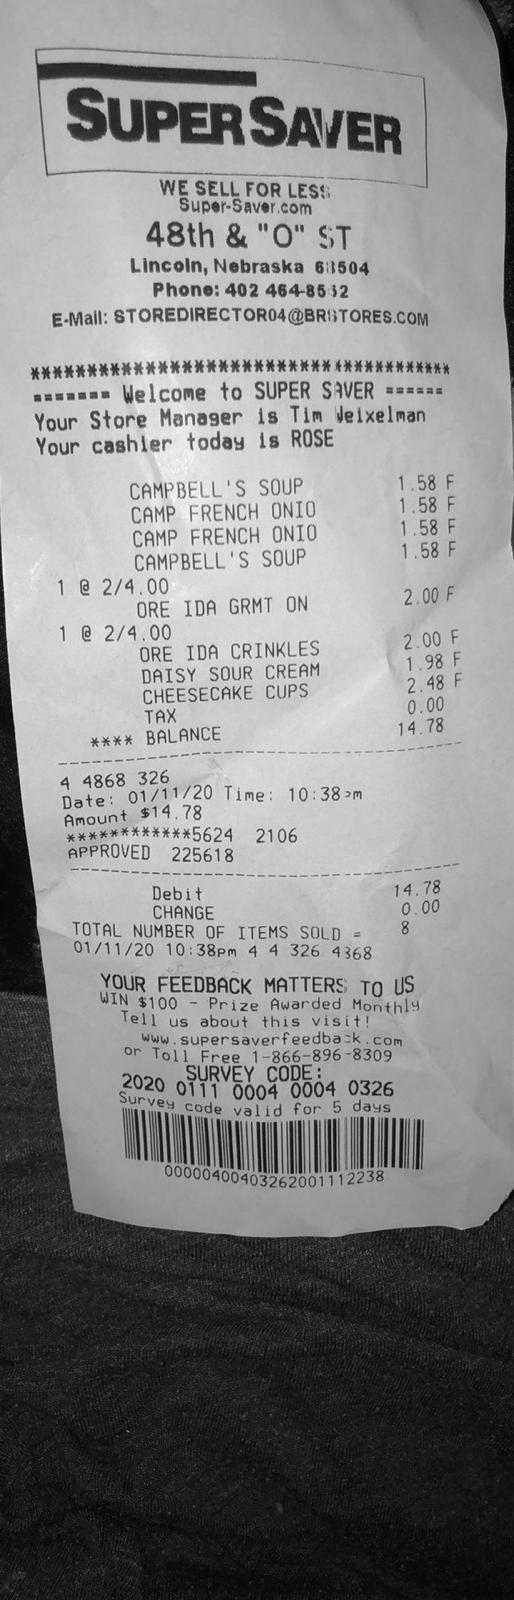 SUPER SAVER
WE SELL FOR LESS
Super-Saver.com
48th & "O" ST
Lincoln, Nebraska 68504
Phone: 402
E-Mail: STOREDIRECTOR04@BRSTORES.COM
******************************************
======= Welcome to SUPER SAVER ======
Your Store Manager is Tim Weixelman
Your cashier today is ROSE
CAMPBELL'S SOUP 1.58 F
CAMP FRENCH ONIO 1.58 F
CAMP FRENCH ONIO 1.58 F
CAMPBELL'S SOUP 1.58 F
1 @ 2/4.00
ORE IDA GRMT ON 2.00 F
1 @ 2/4.00
ORE IDA CRINKLES 2.00 F
DAISY SOUR CREAM 1.98 F
CHEESECAKE CUPS 2.48 F
TAX 0.00
**** BALANCE 14.78
4 4868 326
Date: 01/11/20 Time: 10:38pm
Amount $14.78
************5624 2106
APPROVED 225618
Debit 14.78
CHANGE 0.00
TOTAL NUMBER OF ITEMS SOLD = 8
01/11/20 10:38pm 4 4 326
YOUR FEEDBACK MATTERS TO US
WIN $100 - Prize Awarded Monthly
Tell us about this visit!
www.supersaverfeedback.com
or Toll Free 1-866-896-8309
SURVEY CODE:
2020 0111 0004 0004 0326
Survey code valid for 5 days
00000400403262001112238